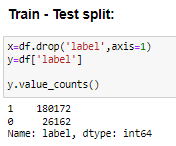 Train - Test split:
x=df.drop('label',axis=1)
y=df['label']
y.value_counts()
1    180172
0     26162
Name: label, dtype: int64